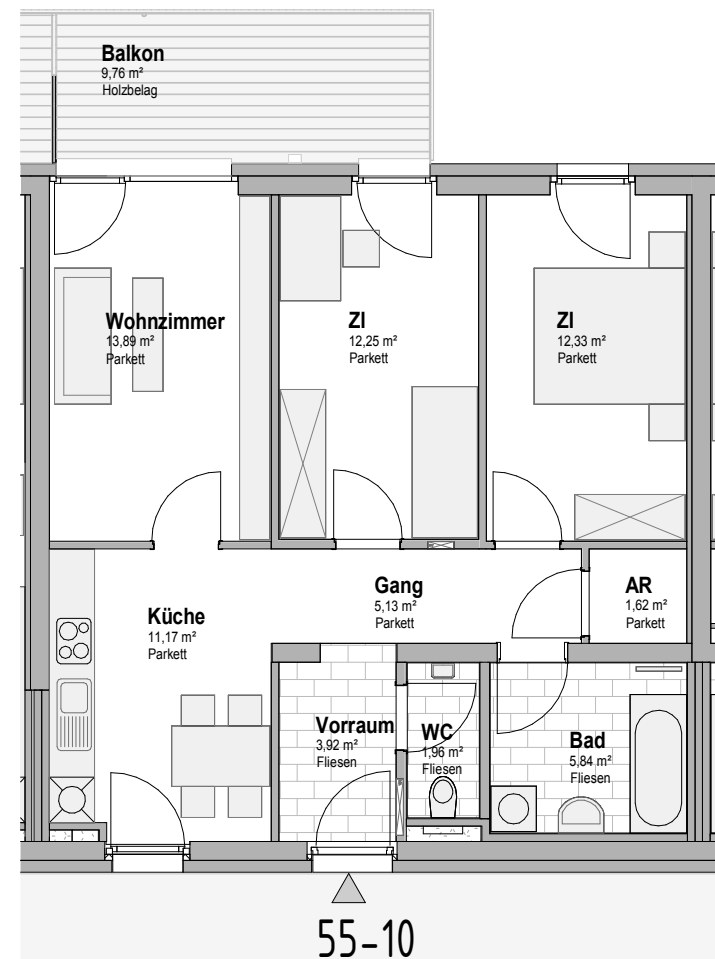 Balkon
9,76 m²
Holzbelag
Wohnzimmer
13,89 m²
Parkett
ZI
12,25 m²
Parkett
ZI
12,33 m²
Parkett
Küche
11,17 m²
Parkett
Gang
5,13 m²
Parkett
AR
1,62 m²
Parkett
Vorraum
3,92 m²
Fliesen
WC
1,96 m²
Fliesen
Bad
5,84 m²
Fliesen
55-10